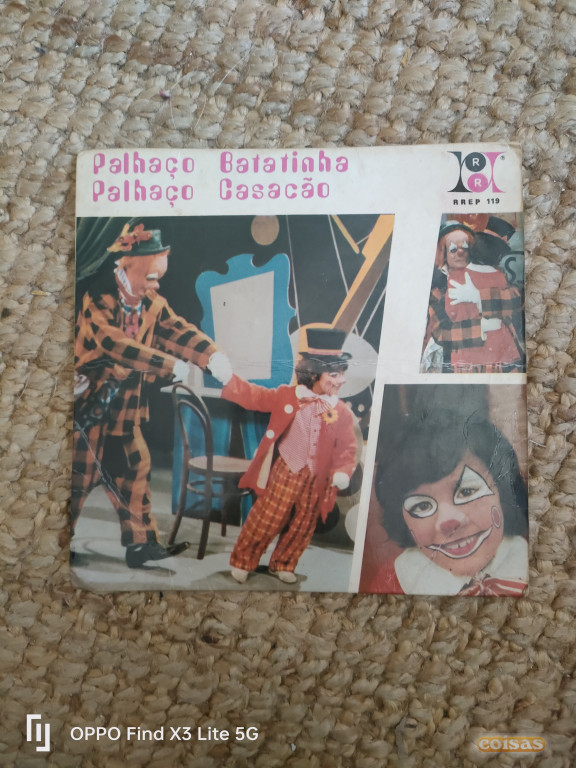 Palhaço Batatinha
Palhaço Casacão
R
R
RREP 119
OPPO Find X3 Lite 5G
coisas